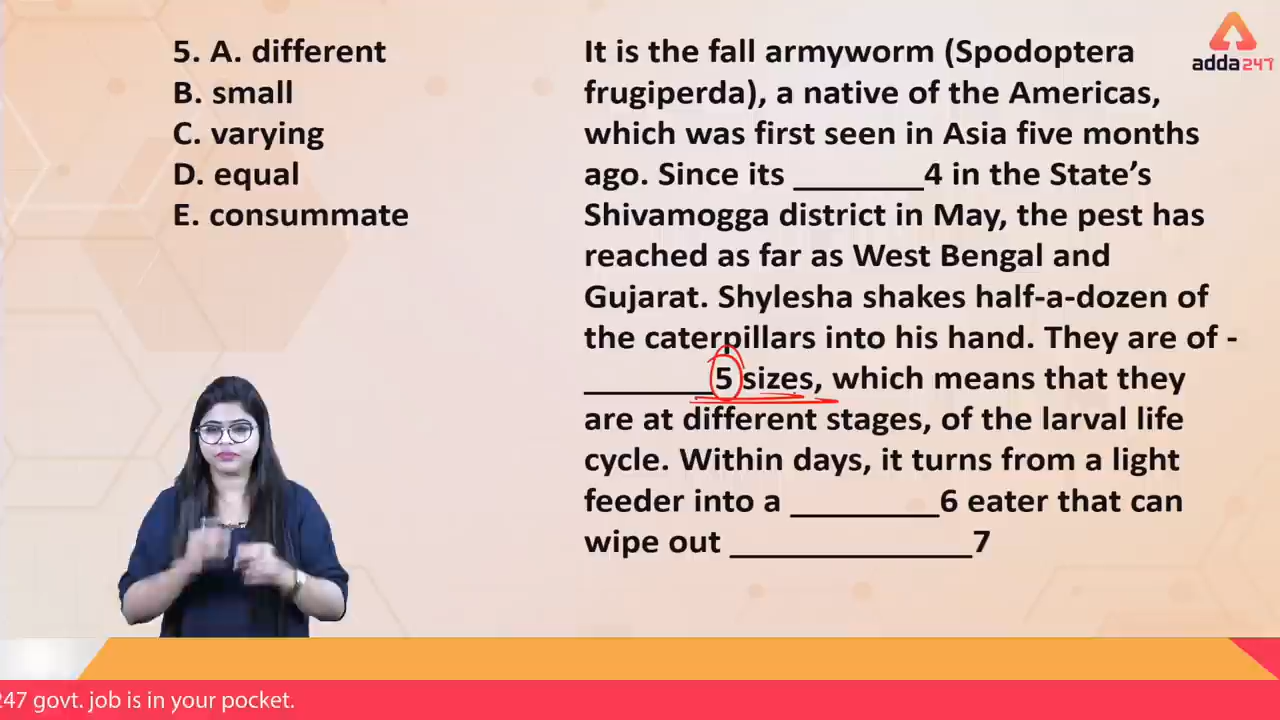 5. A. different
B. small
C. varying
D. equal
E. consummate
It is the fall armyworm (Spodoptera
frugiperda), a native of the Americas,
which was first seen in Asia five months
ago. Since its _______4 in the State’s
Shivamogga district in May, the pest has
reached as far as West Bengal and
Gujarat. Shylesha shakes half-a-dozen of
the caterpillars into his hand. They are of -
_______5 sizes, which means that they
are at different stages, of the larval life
cycle. Within days, it turns from a light
feeder into a ________6 eater that can
wipe out _____________7
adda247
247 govt. job is in your pocket.